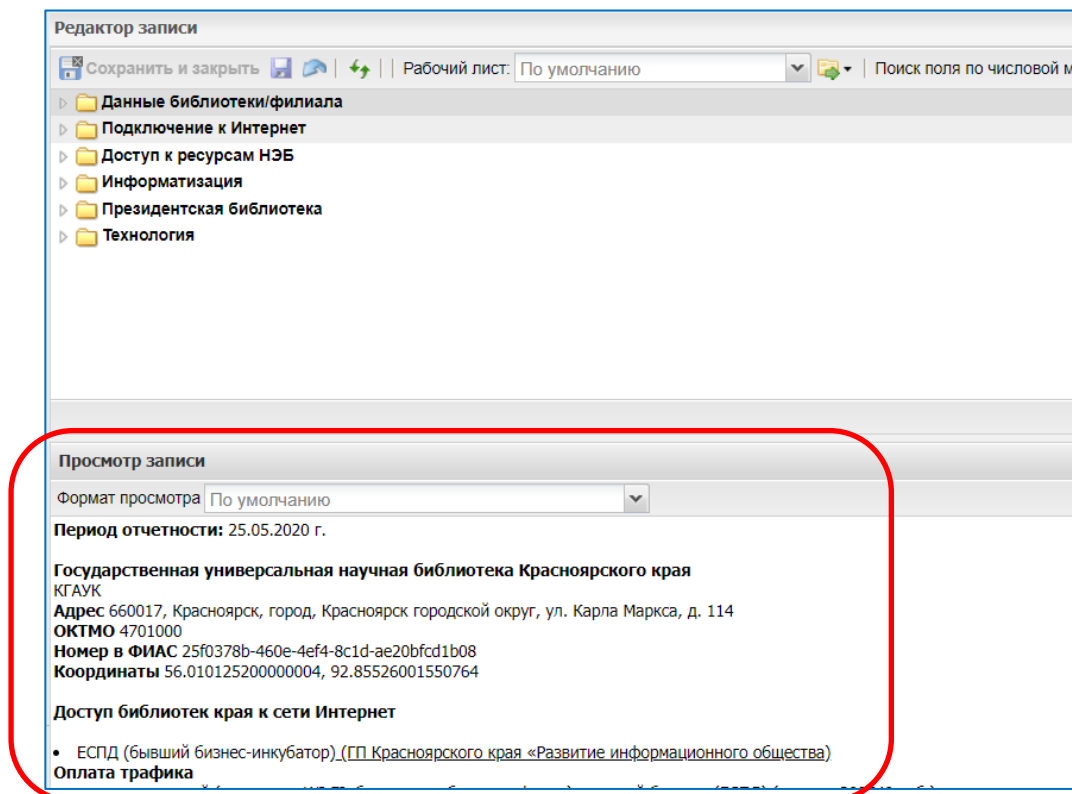 Редактор записи
Сохранить и закрыть | | | Рабочий лист: По умолчанию | Поиск поля по числовой
Данные библиотеки/филиала
Подключение к Интернет
Доступ к ресурсам НЭБ
Информатизация
Президентская библиотека
Технология
Просмотр записи
Формат просмотра По умолчанию
Период отчетности: 25.05.2020 г.
Государственная универсальная научная библиотека Красноярского края
КГАУК
Адрес 660017, Красноярск, город, Красноярск городской округ, ул. Карла Маркса, д. 114
ОКТМО 4701000
Номер в ФИАС 25f0378b-460e-4ef4-8c1d-ae20bfcd1b08
Координаты 56.010125200000004, 92.85526001550764
Доступ библиотек края к сети Интернет
• ЕСПД (бывший бизнес-инкубатор) (ГП Красноярского края «Развитие информационного общества)
Оплата трафика